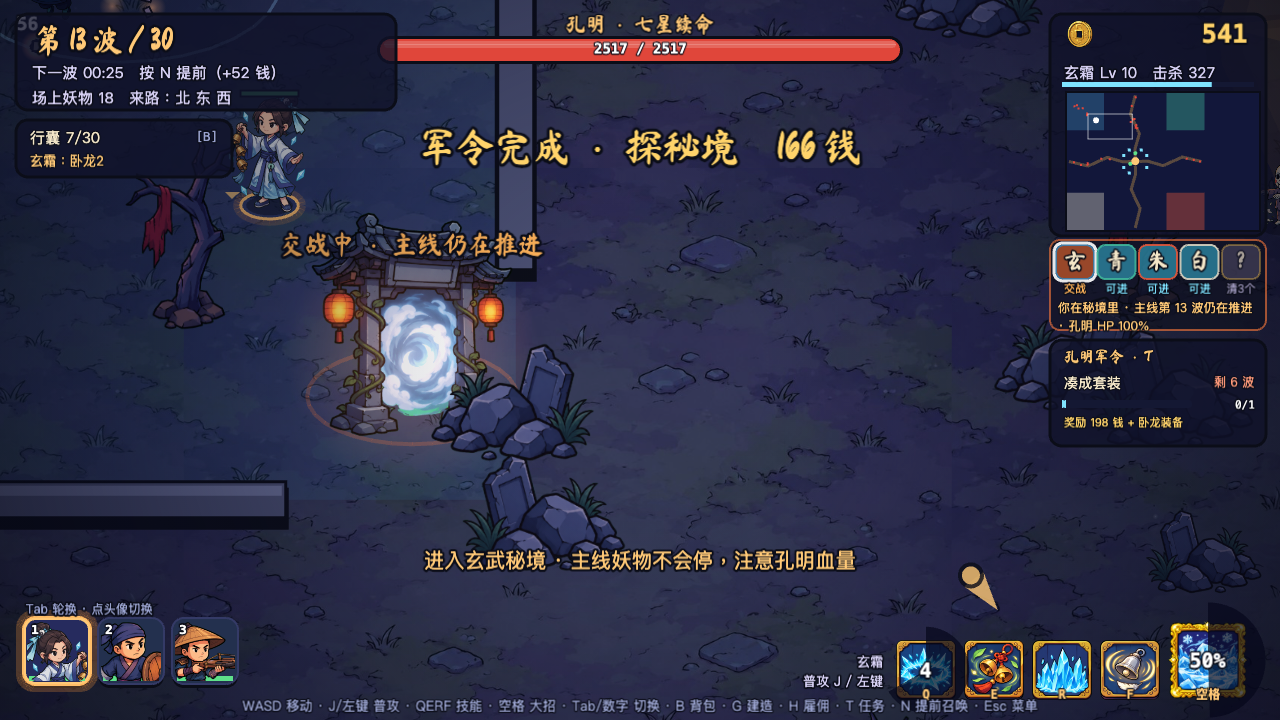 56
第 13 波 / 30
下一波 00:25 按 N 提前 (+52 钱)
场上妖物 18 来路：北 东 西
行囊 7/30
[B]
玄霜：卧龙2
孔明 · 七星续命
2517 / 2517
军令完成 · 探秘境 166 钱
交战中 · 主线仍在推进
541
玄霜 Lv 10 击杀 327
玄 青 朱 白 ?
交战 可进 可进 可进 清3个
你在秘境里 · 主线第 13 波仍在推进
· 孔明 HP 100%
孔明军令 · T
凑成套装
剩 6 波
0/1
奖励 198 钱 + 卧龙装备
进入玄武秘境 · 主线妖物不会停，注意孔明血量
Tab 轮换 · 点头像切换
1 2 3
玄霜
普攻 J / 左键
4
50%
Q E R F 空格
WASD 移动 · J/左键 普攻 · QERF 技能 · 空格 大招 · Tab/数字 切换 · B 背包 · G 建造 · H 雇佣 · T 任务 · N 提前召唤 · Esc 菜单